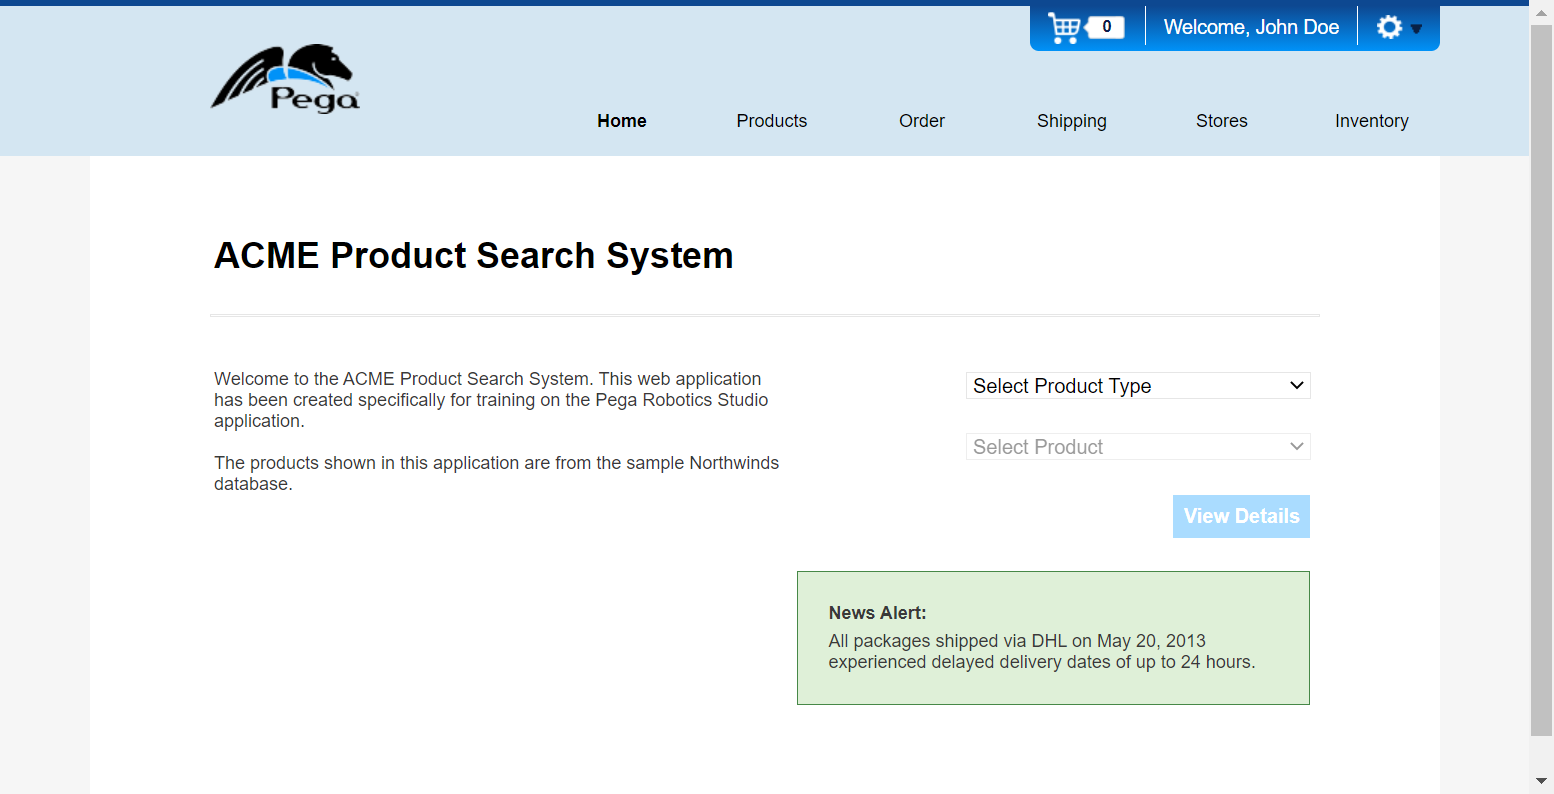 0
Welcome, John Doe
Pega
Home
Products
Order
Shipping
Stores
Inventory
ACME Product Search System
Welcome to the ACME Product Search System. This web application
has been created specifically for training on the Pega Robotics Studio
application.
The products shown in this application are from the sample Northwinds
database.
Select Product Type
Select Product
View Details
News Alert:
All packages shipped via DHL on May 20, 2013
experienced delayed delivery dates of up to 24 hours.